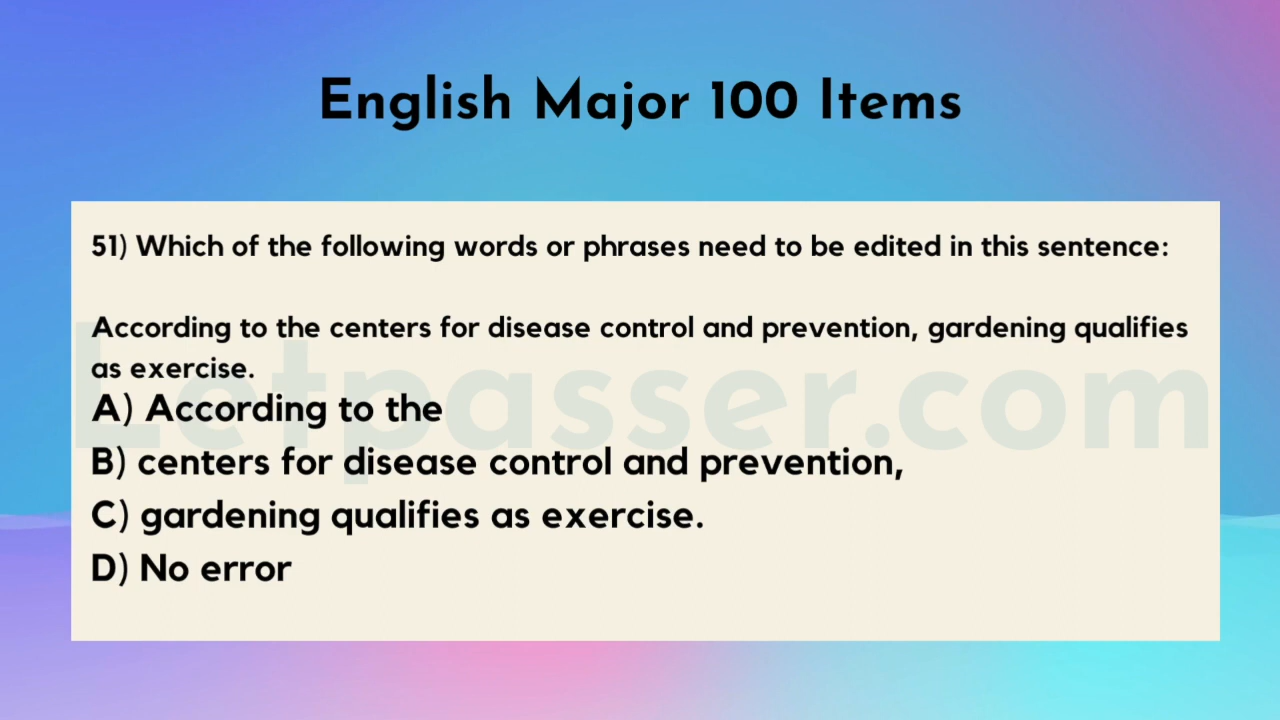 English Major 100 Items
51) Which of the following words or phrases need to be edited in this sentence:
According to the centers for disease control and prevention, gardening qualifies
as exercise.
Letpasser.com
A) According to the
B) centers for disease control and prevention,
C) gardening qualifies as exercise.
D) No error